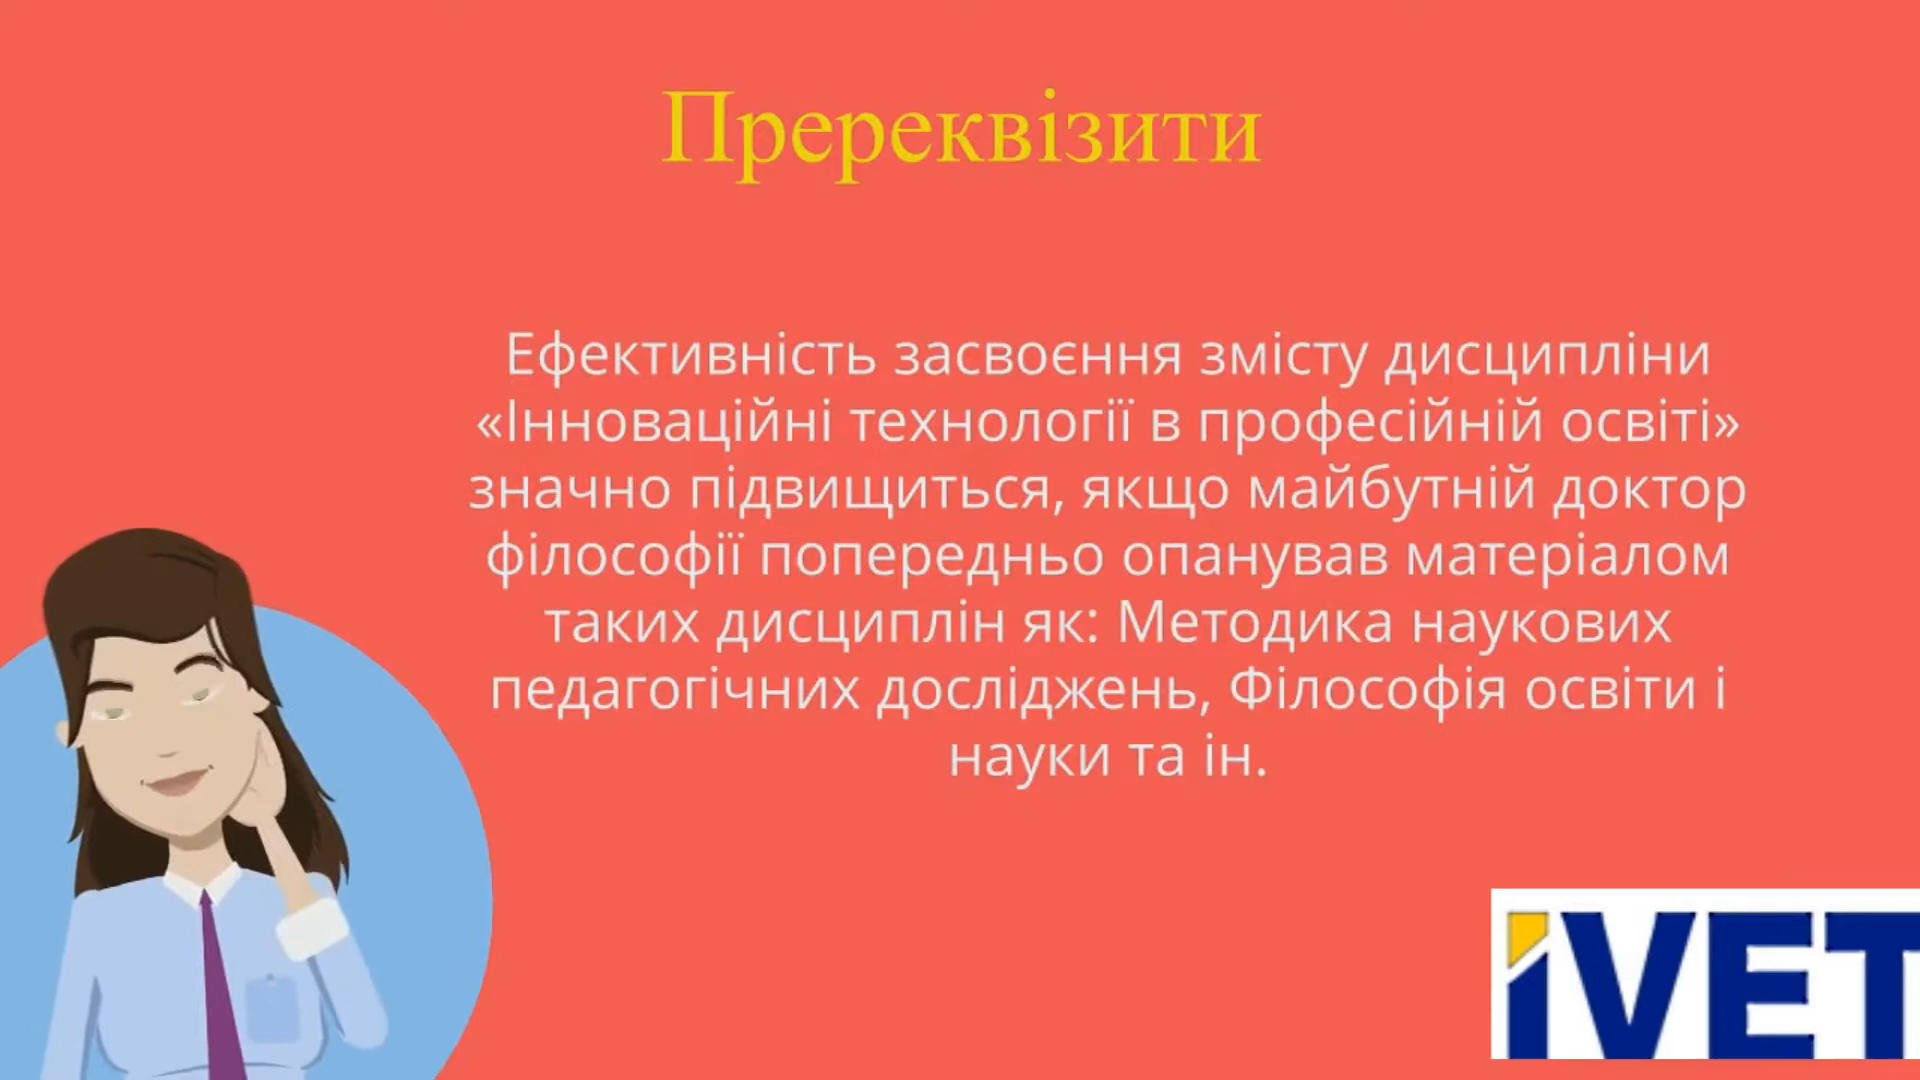 Пререквізити
Ефективність засвоєння змісту дисципліни
«Інноваційні технології в професійній освіті»
значно підвищиться, якщо майбутній доктор
філософії попередньо опанував матеріалом
таких дисциплін як: Методика наукових
педагогічних досліджень, Філософія освіти і
науки та ін.
iVET